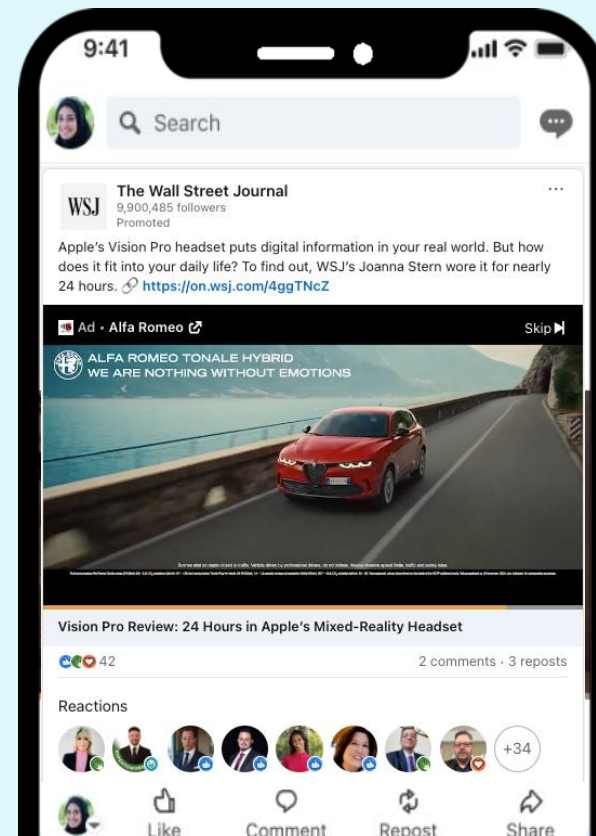 9:41
Search
WSJ
The Wall Street Journal
9,900,485 followers
Promoted
Apple's Vision Pro headset puts digital information in your real world. But how
does it fit into your daily life? To find out, WSJ's Joanna Stern wore it for nearly
24 hours. 🔗 https://on.wsj.com/4ggTNcZ
Ad • Alfa Romeo
Skip
ALFA ROMEO TONALE HYBRID
WE ARE NOTHING WITHOUT EMOTIONS
Vision Pro Review: 24 Hours in Apple's Mixed-Reality Headset
42
2 comments · 3 reposts
Reactions
+34
Like
Comment
Repost
Share